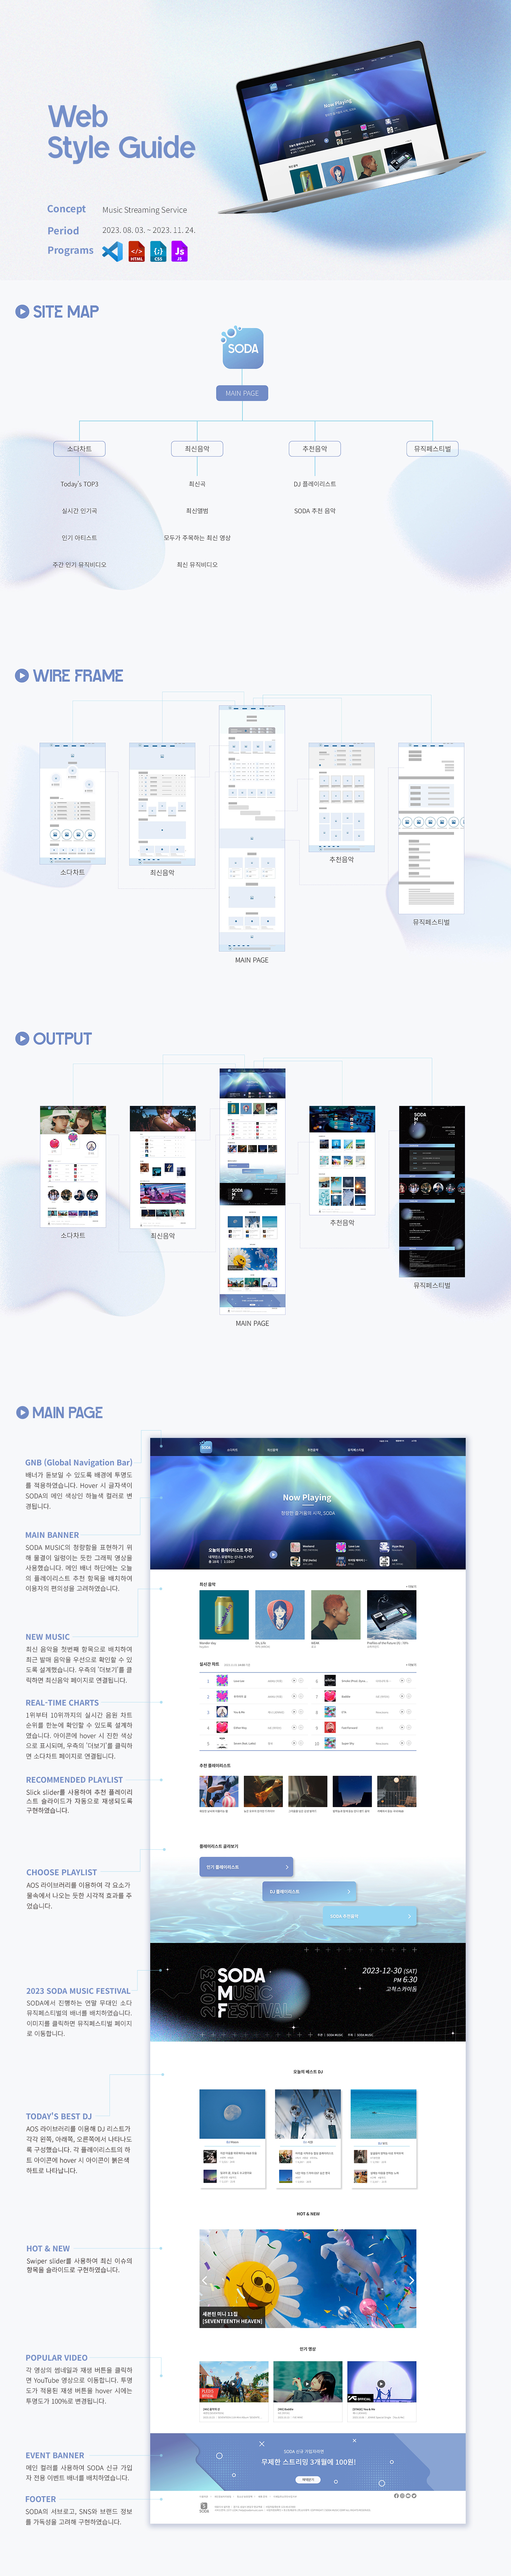 Web
Style Guide
Now Playing
Concept
Music Streaming Service
Period
2023. 08. 03. ~ 2023. 11. 24.
Programs
</>
HTML
{;}
CSS
Js
JS
SITE MAP
SODA
MAIN PAGE
소다차트
최신음악
추천음악
뮤직페스티벌
Today's TOP3
최신곡
DJ 플레이리스트
실시간 인기곡
최신앨범
SODA 추천 음악
인기 아티스트
모두가 주목하는 최신 영상
주간 인기 뮤직비디오
최신 뮤직비디오
WIRE FRAME
소다차트
최신음악
추천음악
뮤직페스티벌
MAIN PAGE
OUTPUT
소다차트
최신음악
추천음악
뮤직페스티벌
MAIN PAGE
MAIN PAGE
GNB (Global Navigation Bar)
배너가 돋보일 수 있도록 배경에 투명도
를 적용하였습니다. Hover 시 글자색이
SODA의 메인 색상인 하늘색 컬러로 변
경됩니다.
MAIN BANNER
SODA MUSIC의 청량함을 표현하기 위
해 물결이 일렁이는 듯한 그래픽 영상을
사용했습니다. 메인 배너 하단에는 오늘
의 플레이리스트 추천 항목을 배치하여
이용자의 편의성을 고려하였습니다.
NEW MUSIC
최신 음악을 첫번째 항목으로 배치하여
최근 발매 음악을 우선으로 확인할 수 있
도록 설계했습니다. 우측의 '더보기'를 클
릭하면 최신음악 페이지로 연결됩니다.
REAL-TIME CHARTS
1위부터 10위까지의 실시간 음원 차트
순위를 한눈에 확인할 수 있도록 설계하
였습니다. 아이콘에 hover 시 진한 색상
으로 표시되며, 우측의 '더보기'를 클릭하
면 소다차트 페이지로 연결됩니다.
RECOMMENDED PLAYLIST
Slick slider를 사용하여 추천 플레이리
스트 슬라이드가 자동으로 재생되도록
구현하였습니다.
CHOOSE PLAYLIST
AOS 라이브러리를 이용하여 각 요소가
물속에서 나오는 듯한 시각적 효과를 주
었습니다.
2023 SODA MUSIC FESTIVAL
SODA에서 진행하는 연말 무대인 소다
뮤직페스티벌의 배너를 배치하였습니다.
이미지를 클릭하면 뮤직페스티벌 페이지
로 이동합니다.
TODAY'S BEST DJ
AOS 라이브러리를 이용해 DJ 리스트가
각각 왼쪽, 아래쪽, 오른쪽에서 나타나도
록 구성했습니다. 각 플레이리스트의 하
트 아이콘에 hover 시 아이콘이 붉은색
하트로 나타납니다.
HOT & NEW
Swiper slider를 사용하여 최신 이슈의
항목을 슬라이드로 구현하였습니다.
POPULAR VIDEO
각 영상의 썸네일과 재생 버튼을 클릭하
면 YouTube 영상으로 이동합니다. 투명
도가 적용된 재생 버튼을 hover 시에는
투명도가 100%로 변경됩니다.
EVENT BANNER
메인 컬러를 사용하여 SODA 신규 가입
자 전용 이벤트 배너를 배치하였습니다.
FOOTER
SODA의 서브로고, SNS와 브랜드 정보
를 가독성을 고려해 구현하였습니다.
SODA
소다차트
최신음악
추천음악
뮤직페스티벌
Now Playing
청량한 즐거움의 시작, SODA
오늘의 플레이리스트 추천
최신 음악
실시간 차트
1
2
3
4
5
6
7
8
9
10
추천 플레이리스트
플레이리스트 골라보기
인기 플레이리스트
DJ 플레이리스트
SODA 추천음악
2023
SODA
MUSIC
FESTIVAL
2023-12-30 (SAT)
PM 6:30
고척스카이돔
오늘의 베스트 DJ
HOT & NEW
세븐틴 미니 11집
[SEVENTEENTH HEAVEN]
인기 영상
SODA 신규 가입자라면
무제한 스트리밍 3개월에 100원!
SODA